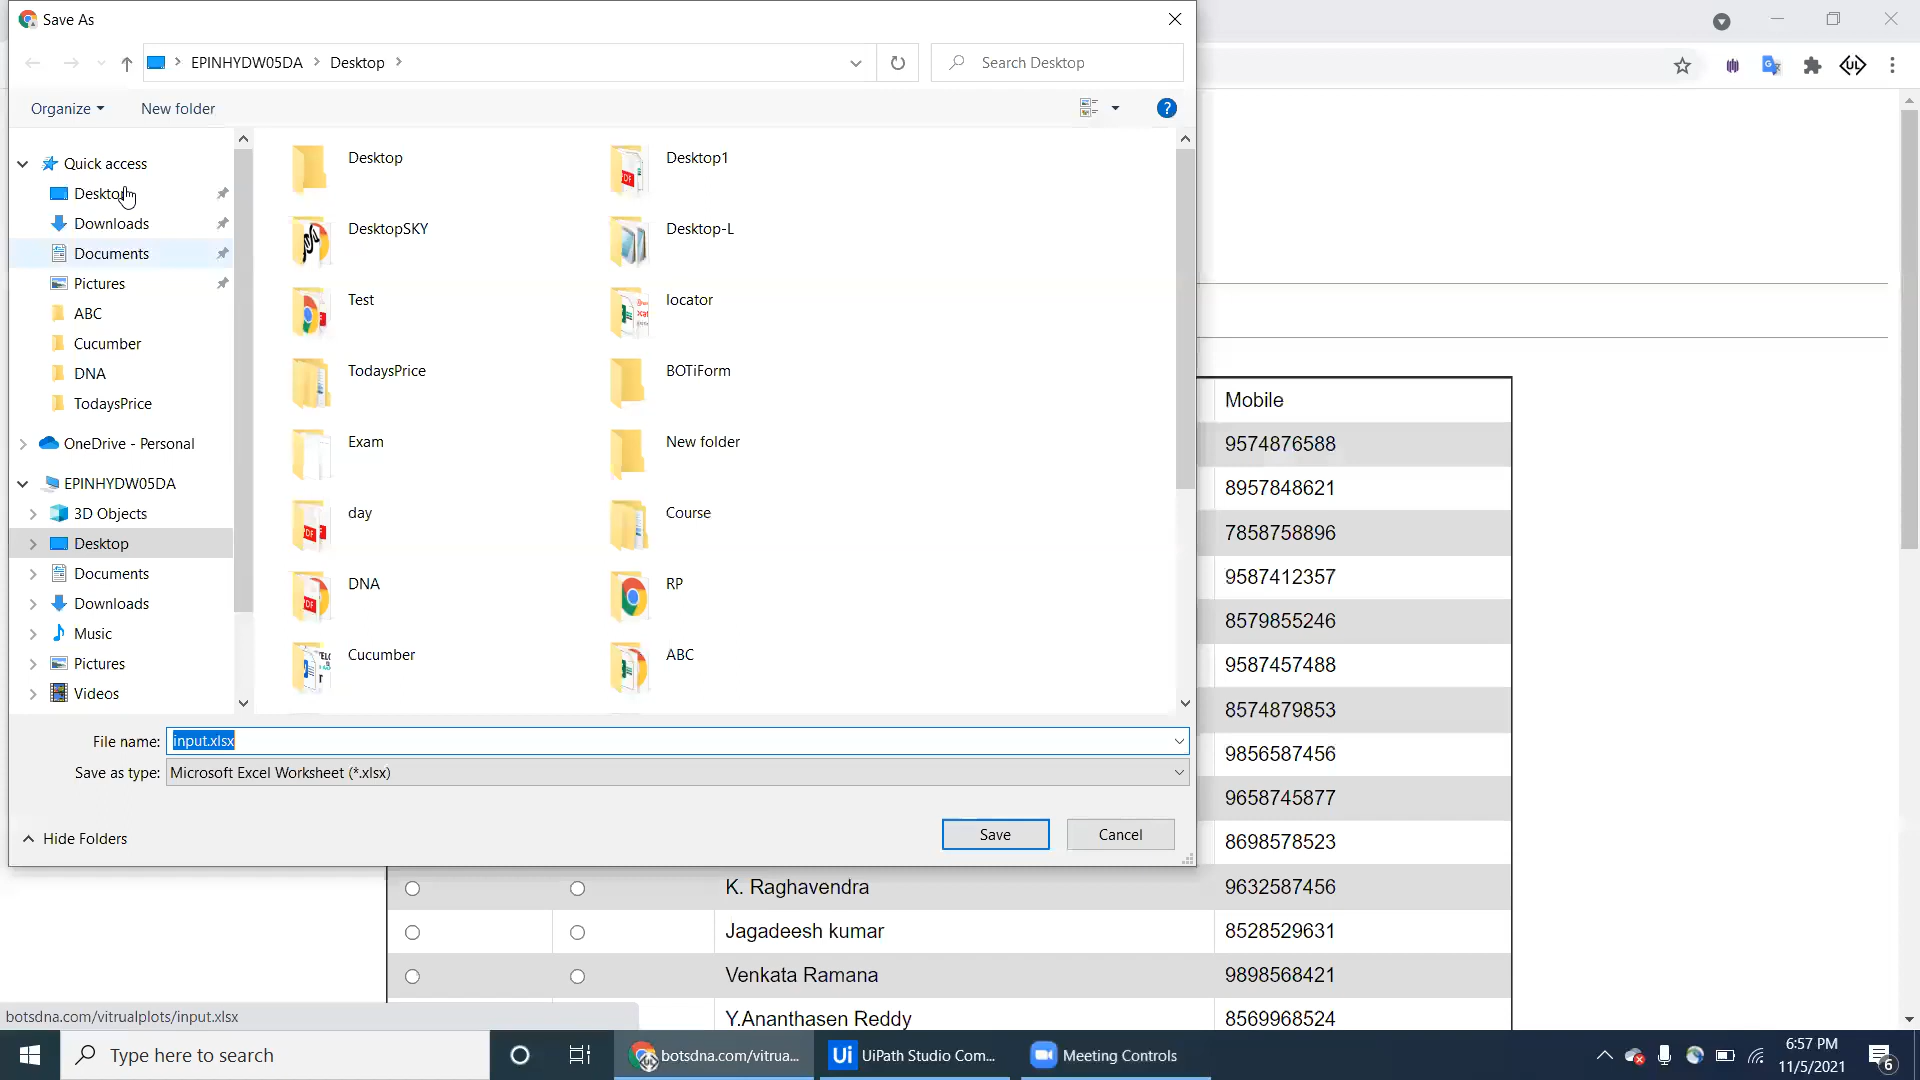 Save As
EPINHYDW05DA Desktop
Search Desktop
Organize New folder
?
Quick access
Desktop
Downloads
Documents
Pictures
ABC
Cucumber
DNA
TodaysPrice
OneDrive - Personal
EPINHYDW05DA
3D Objects
Desktop
Documents
Downloads
Music
Pictures
Videos
Desktop Desktop1
DesktopSKY Desktop-L
Test locator
TodaysPrice BOTiForm
Exam New folder
day Course
DNA RP
Cucumber ABC
File name: input.xlsx
Save as type: Microsoft Excel Worksheet (*.xlsx)
Hide Folders
Save Cancel
Mobile
9574876588
8957848621
7858758896
9587412357
8579855246
9587457488
8574879853
9856587456
9658745877
8698578523
K. Raghavendra 9632587456
Jagadeesh kumar 8528529631
Venkata Ramana 9898568421
Y.Ananthasen Reddy 8569968524
botsdna.com/vitrualplots/input.xlsx
Type here to search
botsdna.com/vitrua...
Ui UiPath Studio Com...
Meeting Controls
6:57 PM
11/5/2021
6